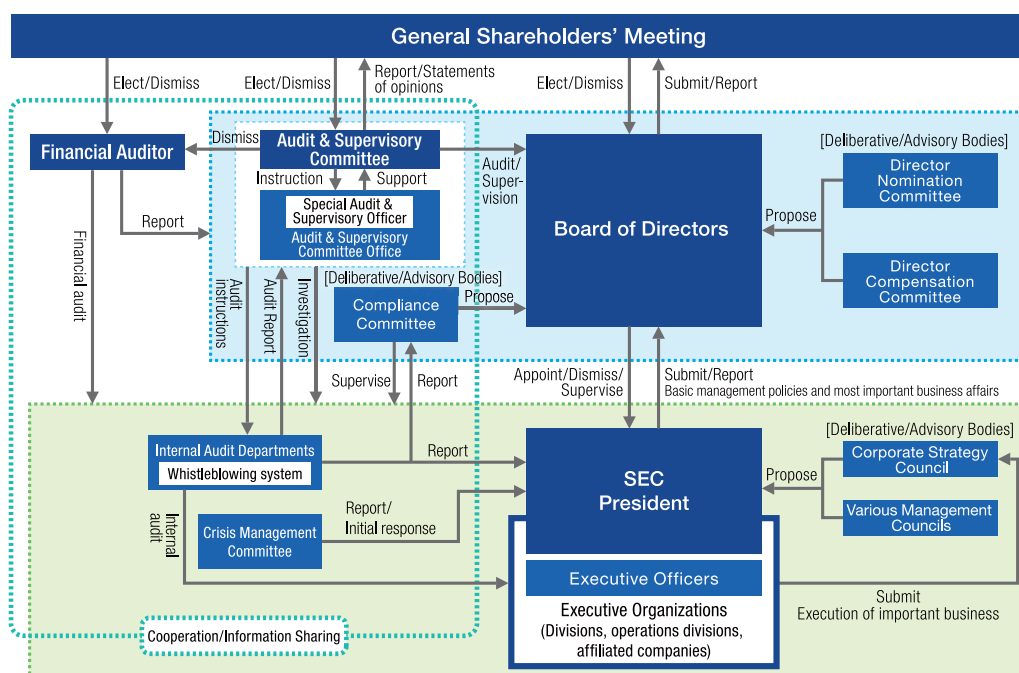 General Shareholders' Meeting
Elect/Dismiss
Elect/Dismiss
Report/Statements
of opinions
Elect/Dismiss
Submit/Report
Financial Auditor
Dismiss
Audit & Supervisory
Committee
Instruction
Support
Special Audit &
Supervisory Officer
Audit & Supervisory
Committee Office
Audit/
Super-
vision
Board of Directors
[Deliberative/Advisory Bodies]
Director
Nomination
Committee
Propose
Director
Compensation
Committee
Report
Financial audit
Audit
instructions
Audit Report
Investigation
[Deliberative/Advisory Bodies]
Compliance
Committee
Propose
Supervise
Report
Appoint/Dismiss/
Supervise
Submit/Report
Basic management policies and most important business affairs
Internal Audit Departments
Whistleblowing system
Report
SEC
President
[Deliberative/Advisory Bodies]
Corporate Strategy
Council
Propose
Various Management
Councils
Internal
audit
Crisis Management
Committee
Report/
Initial response
Executive Officers
Executive Organizations
(Divisions, operations divisions,
affiliated companies)
Submit
Execution of important business
Cooperation/Information Sharing